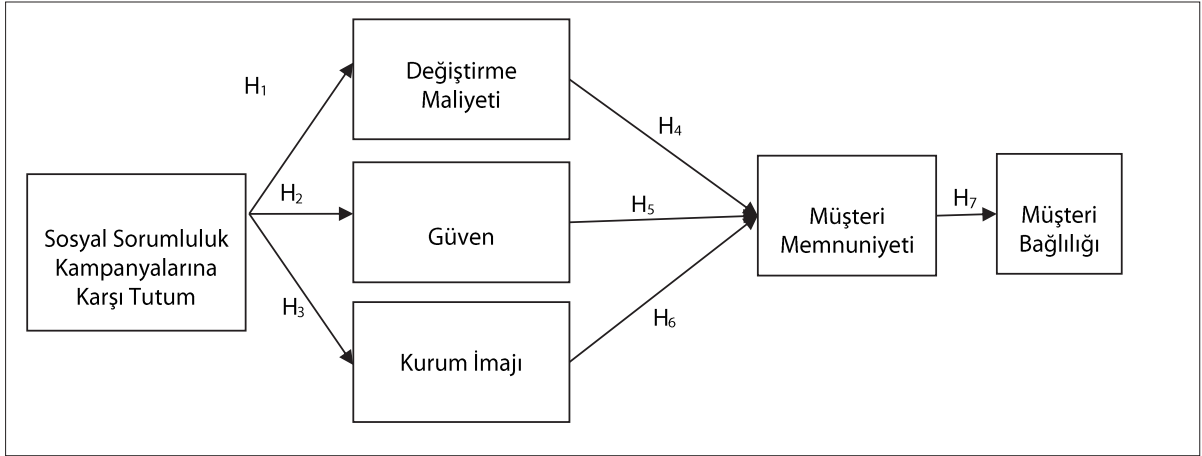 Değiştirme
Maliyeti
H1
H4
H2
H5
H7
Sosyal Sorumluluk
Kampanyalarına
Karşı Tutum
Güven
Müşteri
Memnuniyeti
Müşteri
Bağlılığı
H3
H6
Kurum İmajı